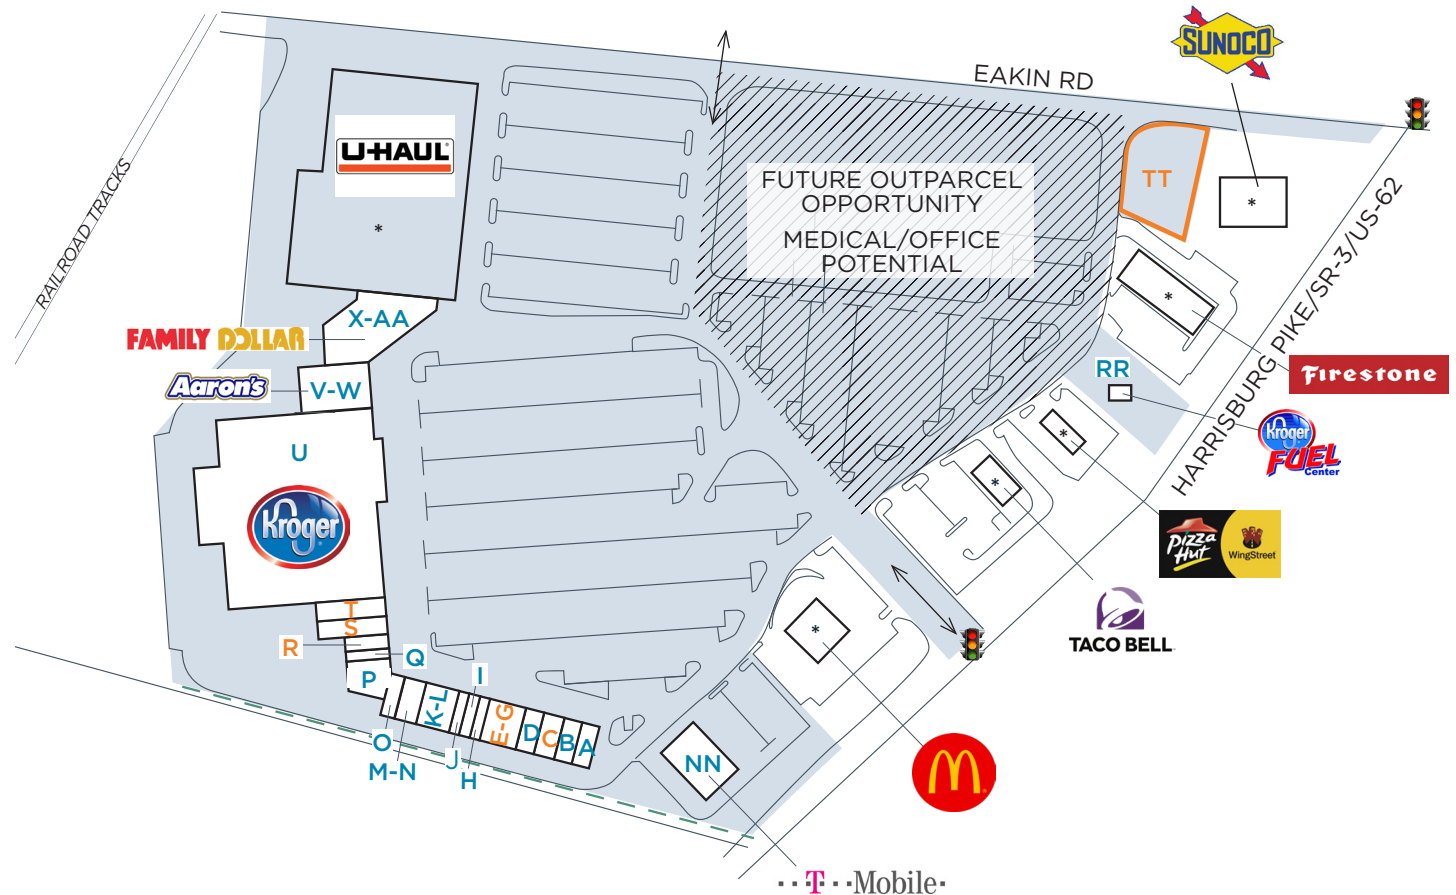 SUNOCO
EAKIN RD
U-HAUL
*
FUTURE OUTPARCEL
OPPORTUNITY
MEDICAL/OFFICE
POTENTIAL
TT
*
RAILROAD TRACKS
HARRISBURG PIKE/SR-3/US-62
*
X-AA
FAMILY DOLLAR
Aaron's
V-W
RR
Firestone
Kroger
FUEL
Center
U
Kroger
*
*
Pizza
Hut
WingStreet
TACO BELL
T
S
R
Q
P
I
*
K-L
E-G
D
C
B
A
O
M-N
J
H
NN
T Mobile